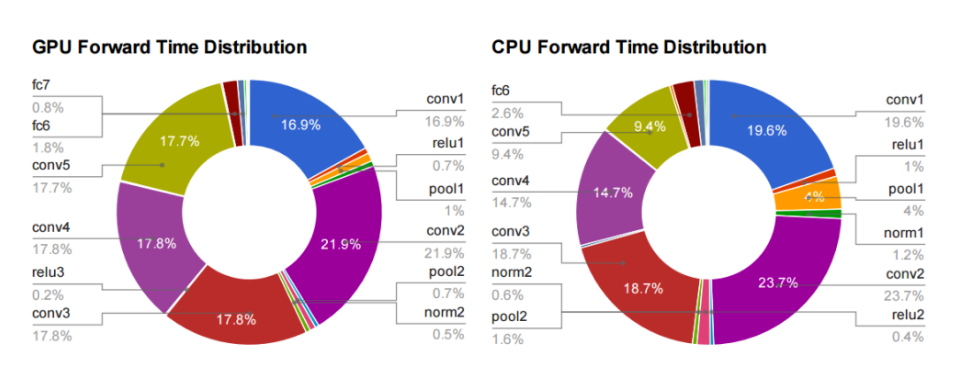 GPU Forward Time Distribution
fc7
0.8%
fc6
1.8%
conv5
17.7%
conv4
17.8%
relu3
0.2%
conv3
17.8%
16.9%
17.7%
21.9%
17.8%
17.8%
conv1
16.9%
relu1
0.7%
pool1
1%
conv2
21.9%
pool2
0.7%
norm2
0.5%
CPU Forward Time Distribution
fc6
2.6%
conv5
9.4%
conv4
14.7%
conv3
18.7%
norm2
0.6%
pool2
1.6%
19.6%
9.4%
4%
14.7%
23.7%
18.7%
conv1
19.6%
relu1
1%
pool1
4%
norm1
1.2%
conv2
23.7%
relu2
0.4%